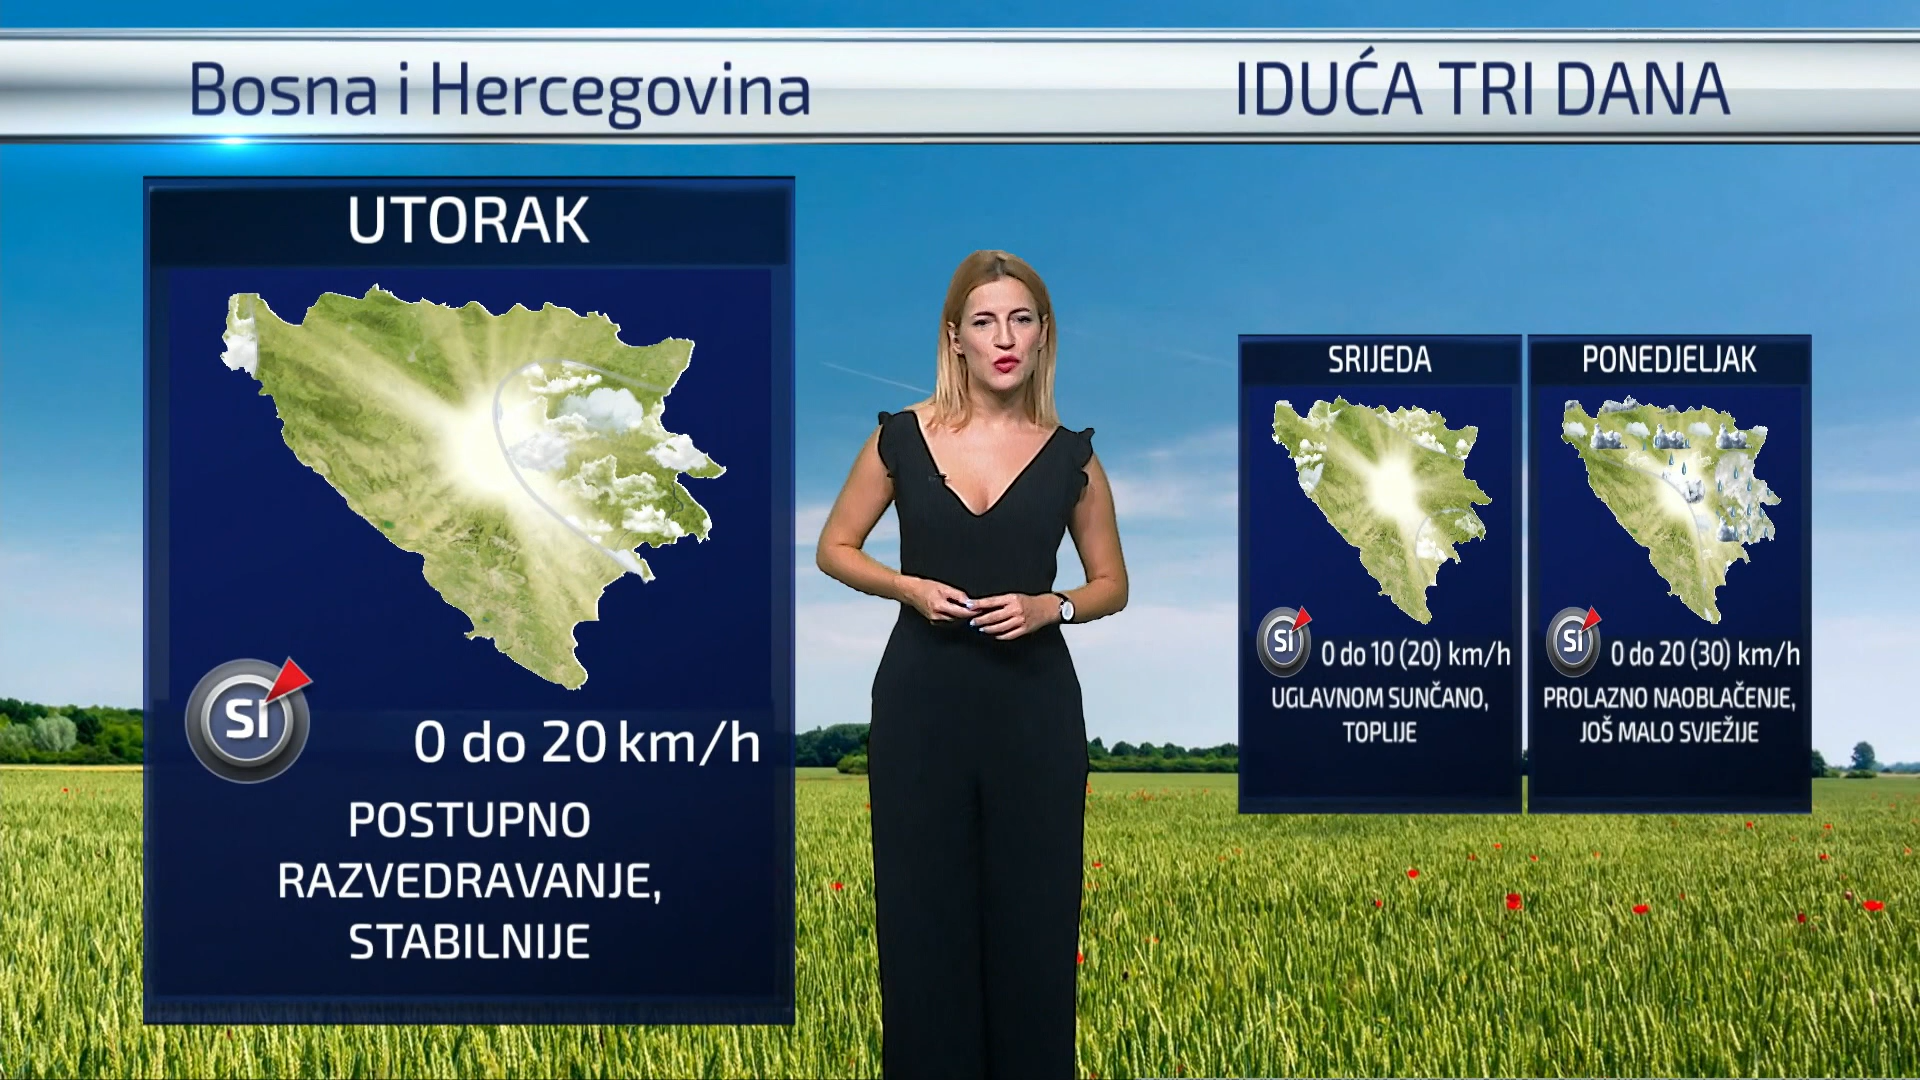 Bosna i Hercegovina
IDUĆA TRI DANA
UTORAK
SI
0 do 20 km/h
POSTUPNO
RAZVEDRAVANJE,
STABILNIJE
SRIJEDA
SI
0 do 10 (20) km/h
UGLAVNOM SUNČANO,
TOPLIJE
PONEDJELJAK
SI
0 do 20 (30) km/h
PROLAZNO NAOBLAČENJE,
JOŠ MALO SVJEŽIJE